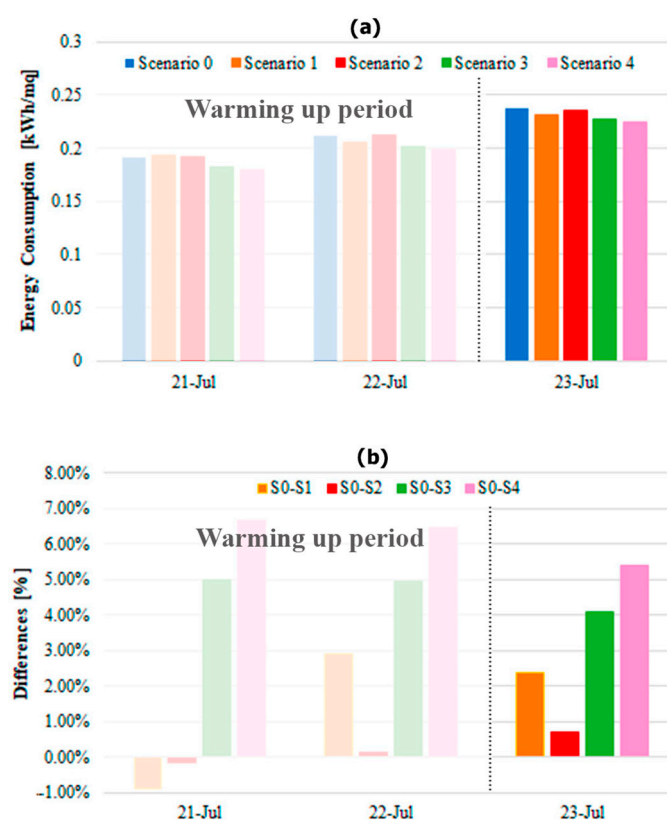 (a)
0.3
Scenario 0 Scenario 1 Scenario 2 Scenario 3 Scenario 4
0.25
Warming up period
0.2
0.15
0.1
0.05
0
Energy Consumption [kWh/mq]
21-Jul 22-Jul 23-Jul
(b)
8.00%
S0-S1 S0-S2 S0-S3 S0-S4
7.00%
Warming up period
6.00%
5.00%
4.00%
3.00%
2.00%
1.00%
0.00%
-1.00%
Differences [%]
21-Jul 22-Jul 23-Jul